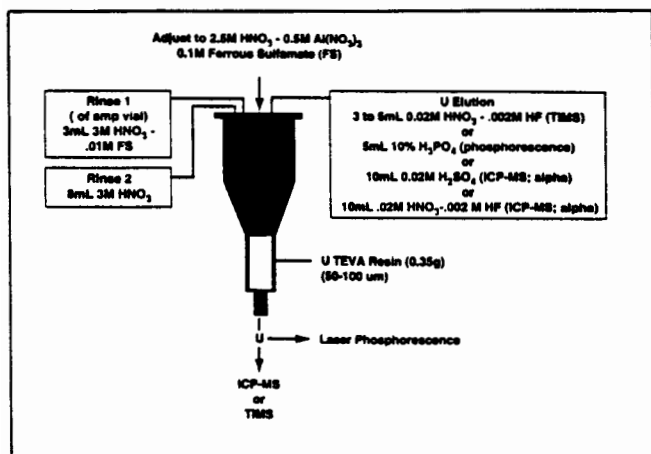 Adjust to 2.5M HNO₃ - 0.5M Al(NO₃)₃
0.1M Ferrous Sulfamate (FS)
Rinse 1
( of smp vial)
3mL 3M HNO₃ -
.01M FS
Rinse 2
8mL 3M HNO₃
U Elution
3 to 5mL 0.02M HNO₃ - .002M HF (TIMS)
or
5mL 10% H₃PO₄ (phosphorescence)
or
10mL 0.02M H₂SO₄ (ICP-MS; alpha)
or
10mL .02M HNO₃-.002 M HF (ICP-MS; alpha)
U TEVA Resin (0.35g)
(50-100 um)
U
Laser Phosphorescence
ICP-MS
or
TIMS